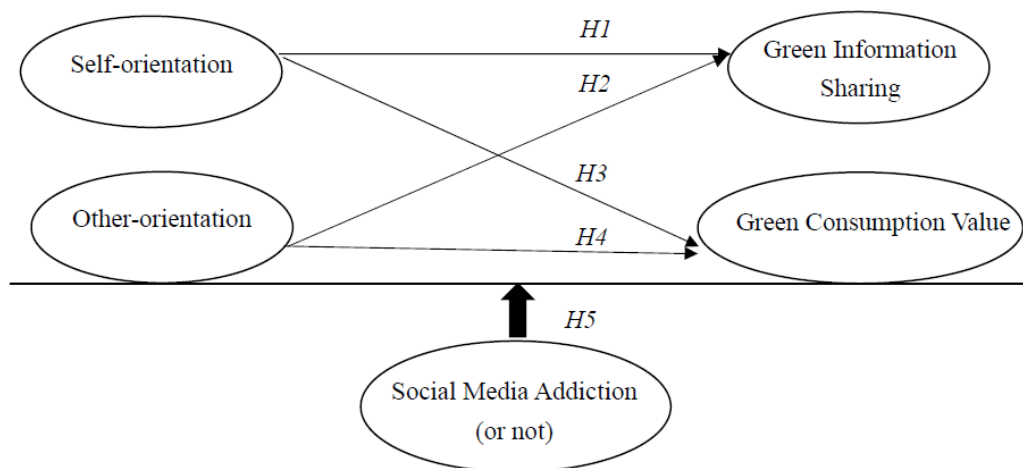 Self-orientation
H1
Green Information
Sharing
H2
Other-orientation
H3
H4
Green Consumption Value
H5
Social Media Addiction
(or not)